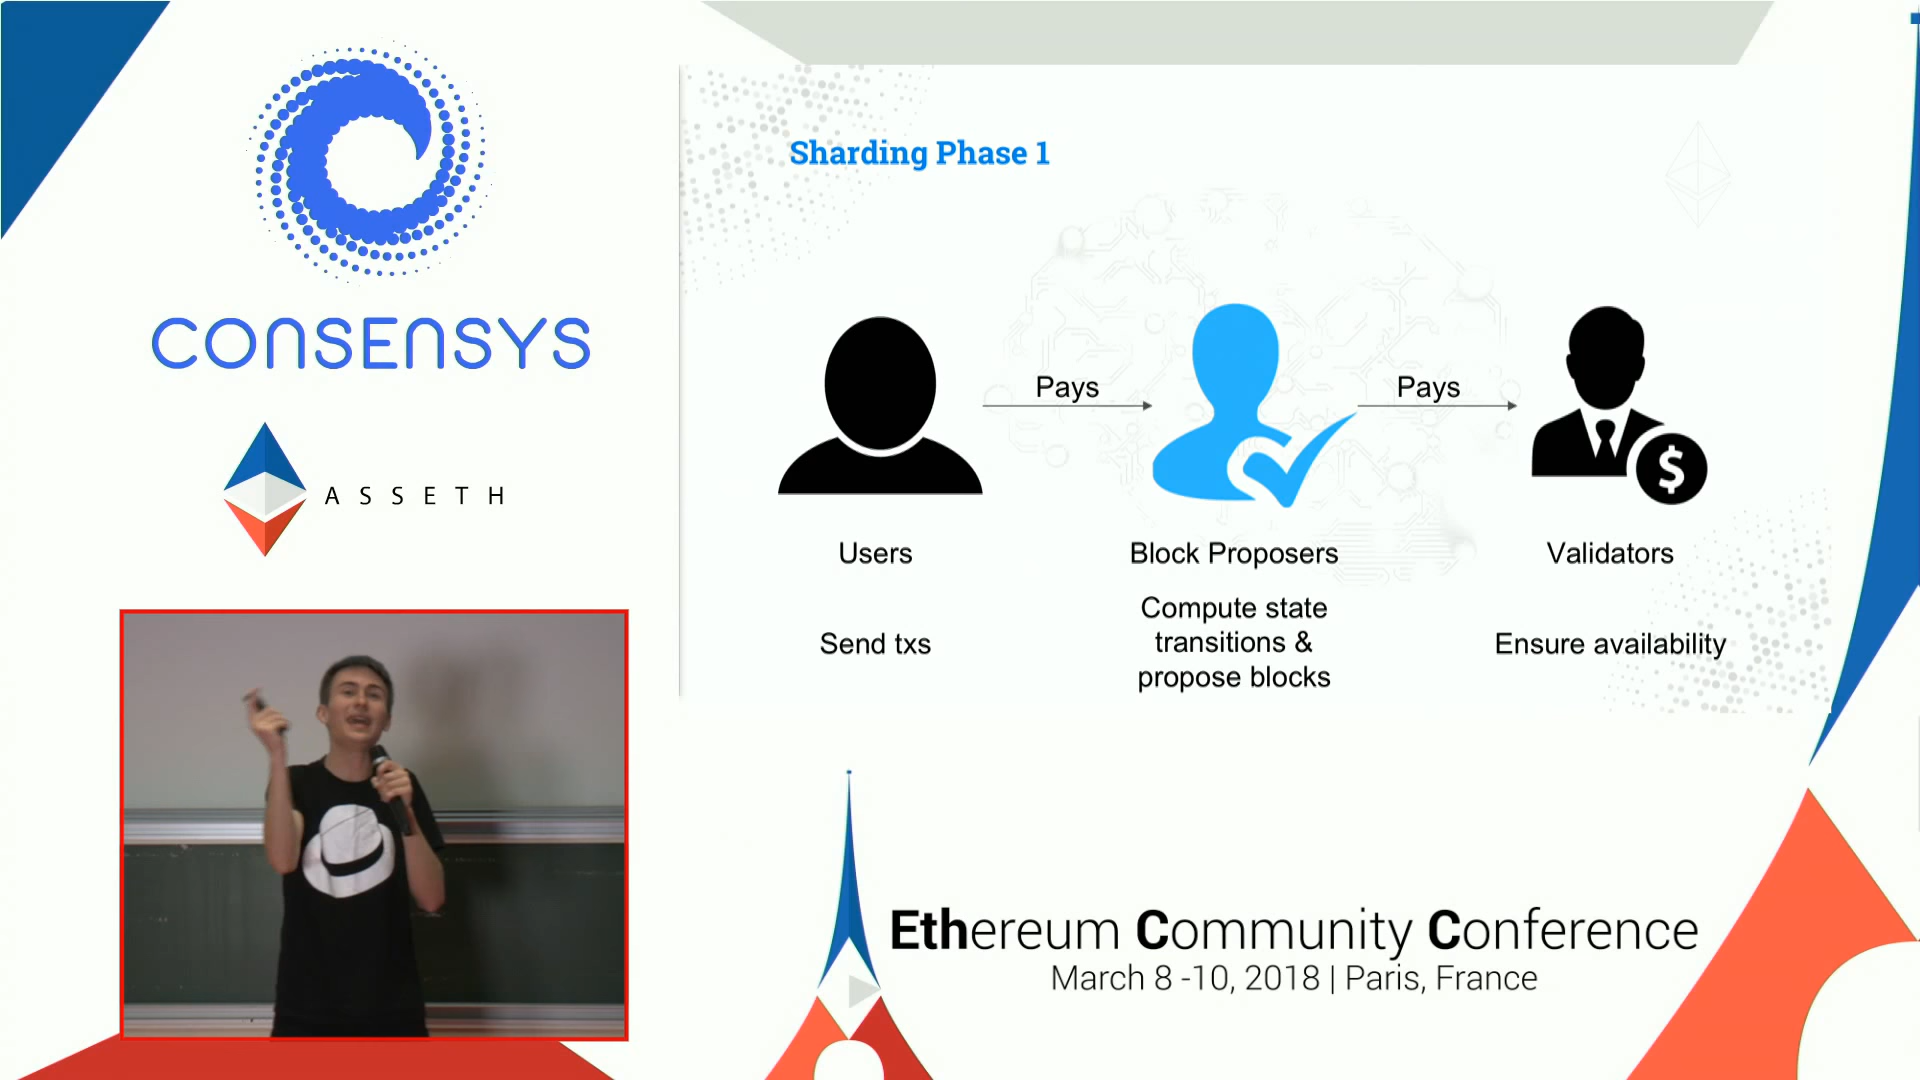 CONSENSYS
ASSETH
Sharding Phase 1
Pays
Pays
$
Users
Block Proposers
Validators
Send txs
Compute state
transitions &
propose blocks
Ensure availability
Ethereum Community Conference
March 8 -10, 2018 | Paris, France